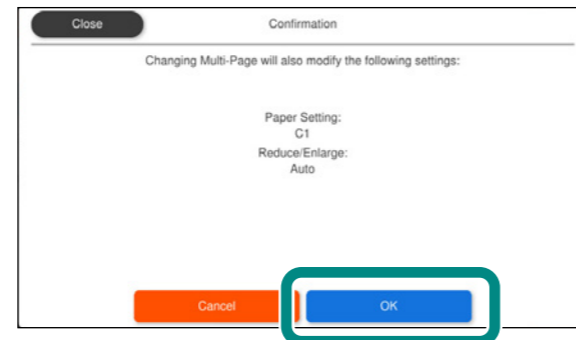 Close
Confirmation
Changing Multi-Page will also modify the following settings:
Paper Setting:
C1
Reduce/Enlarge:
Auto
Cancel
OK